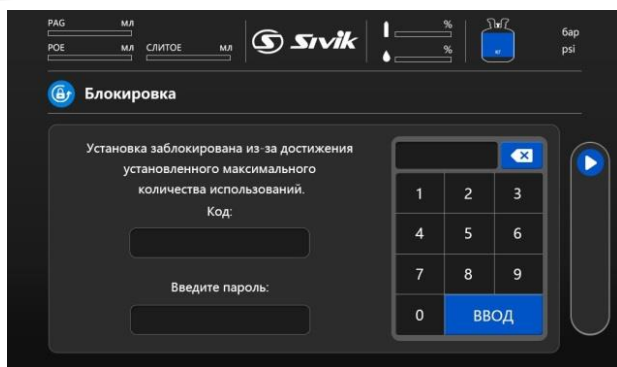 PAG МЛ
POE МЛ СЛИТОЕ МЛ
Sıvık
%
%
кг
бар
psi
Блокировка
Установка заблокирована из-за достижения
установленного максимального
количества использований.
Код:
Введите пароль:
1 2 3
4 5 6
7 8 9
0 ВВОД